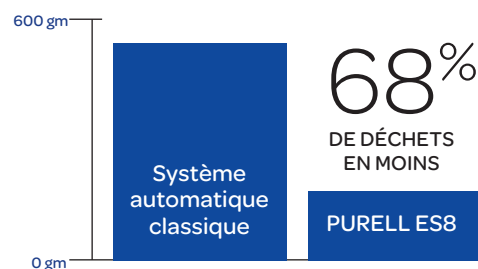 600 gm
68%
DE DÉCHETS
EN MOINS
Système
automatique
classique
PURELL ES8
0 gm